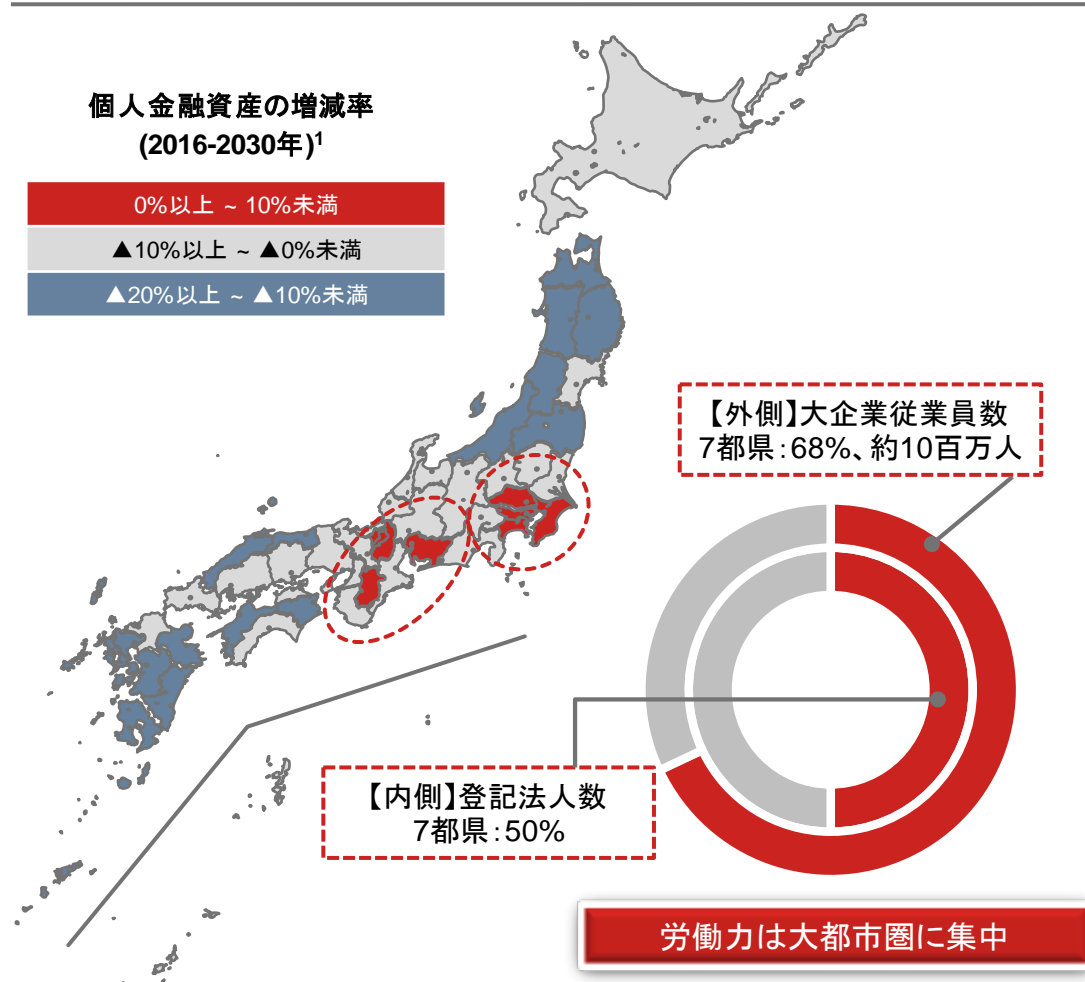 個人金融資産の増減率
(2016-2030年)1
0%以上 ~ 10%未満
▲10%以上 ~ ▲0%未満
▲20%以上 ~ ▲10%未満
【外側】大企業従業員数
7都県:68%、約10百万人
【内側】登記法人数
7都県:50%
労働力は大都市圏に集中